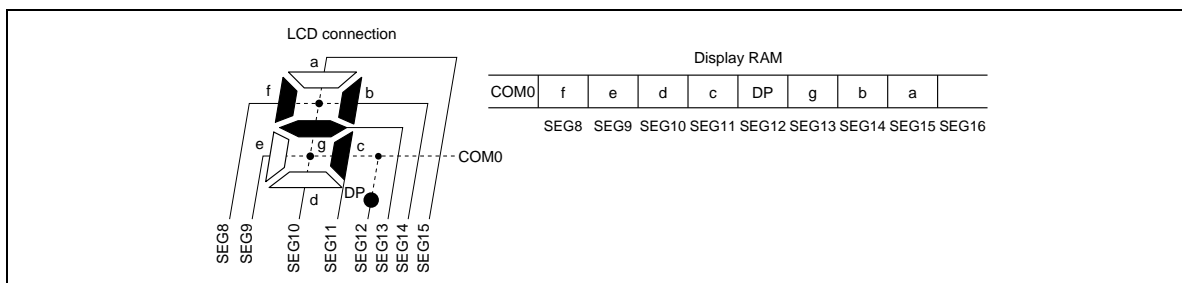 LCD connection
a
f
b
e
g
c
COM0
DP
d
SEG8
SEG9
SEG10
SEG11
SEG12
SEG13
SEG14
SEG15
Display RAM
COM0 f e d c DP g b a
SEG8 SEG9 SEG10 SEG11 SEG12 SEG13 SEG14 SEG15 SEG16